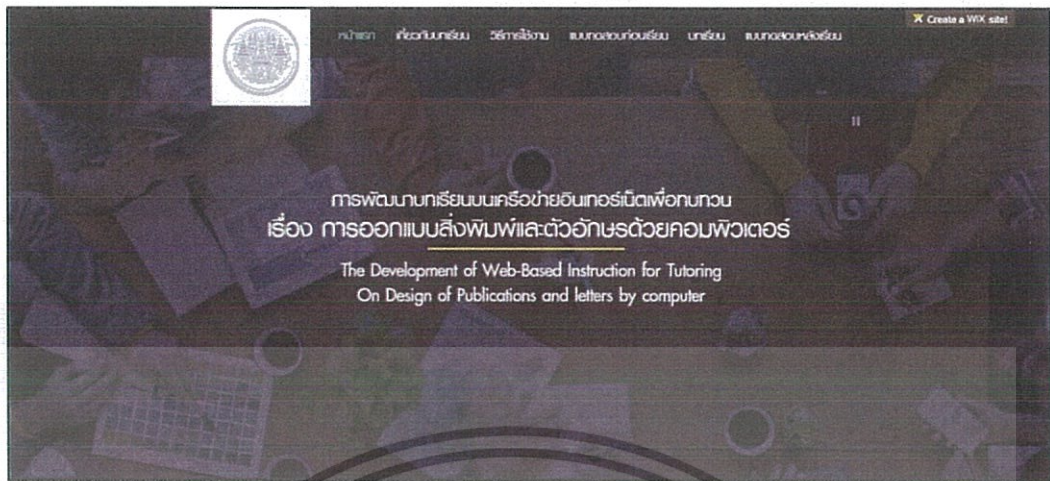 Create a WIX site!
หน้าแรก เกี่ยวกับบทเรียน วิธีการใช้งาน แบบทดสอบก่อนเรียน บทเรียน แบบทดสอบหลังเรียน
การพัฒนาบทเรียนบนเครือข่ายอินเทอร์เน็ตเพื่อทบทวน
เรื่อง การออกแบบสิ่งพิมพ์และตัวอักษรด้วยคอมพิวเตอร์
The Development of Web-Based Instruction for Tutoring
On Design of Publications and letters by computer